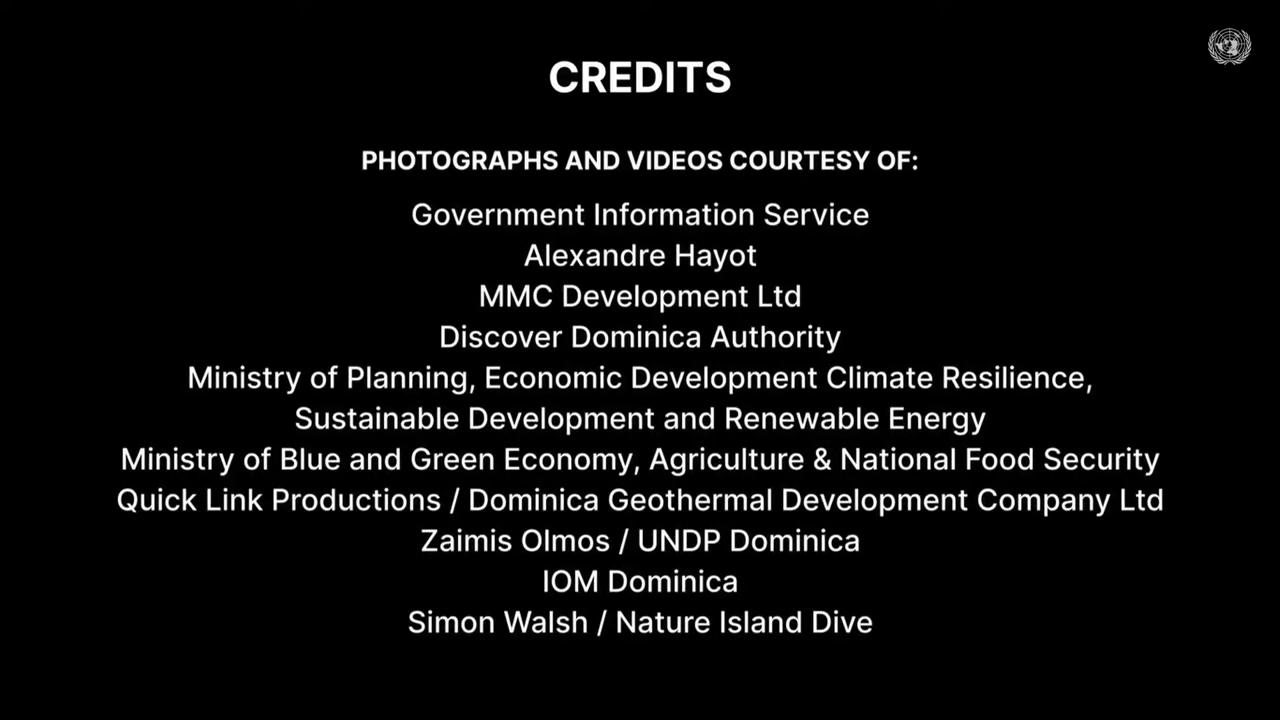 CREDITS
PHOTOGRAPHS AND VIDEOS COURTESY OF:
Government Information Service
Alexandre Hayot
MMC Development Ltd
Discover Dominica Authority
Ministry of Planning, Economic Development Climate Resilience,
Sustainable Development and Renewable Energy
Ministry of Blue and Green Economy, Agriculture & National Food Security
Quick Link Productions / Dominica Geothermal Development Company Ltd
Zaimis Olmos / UNDP Dominica
IOM Dominica
Simon Walsh / Nature Island Dive